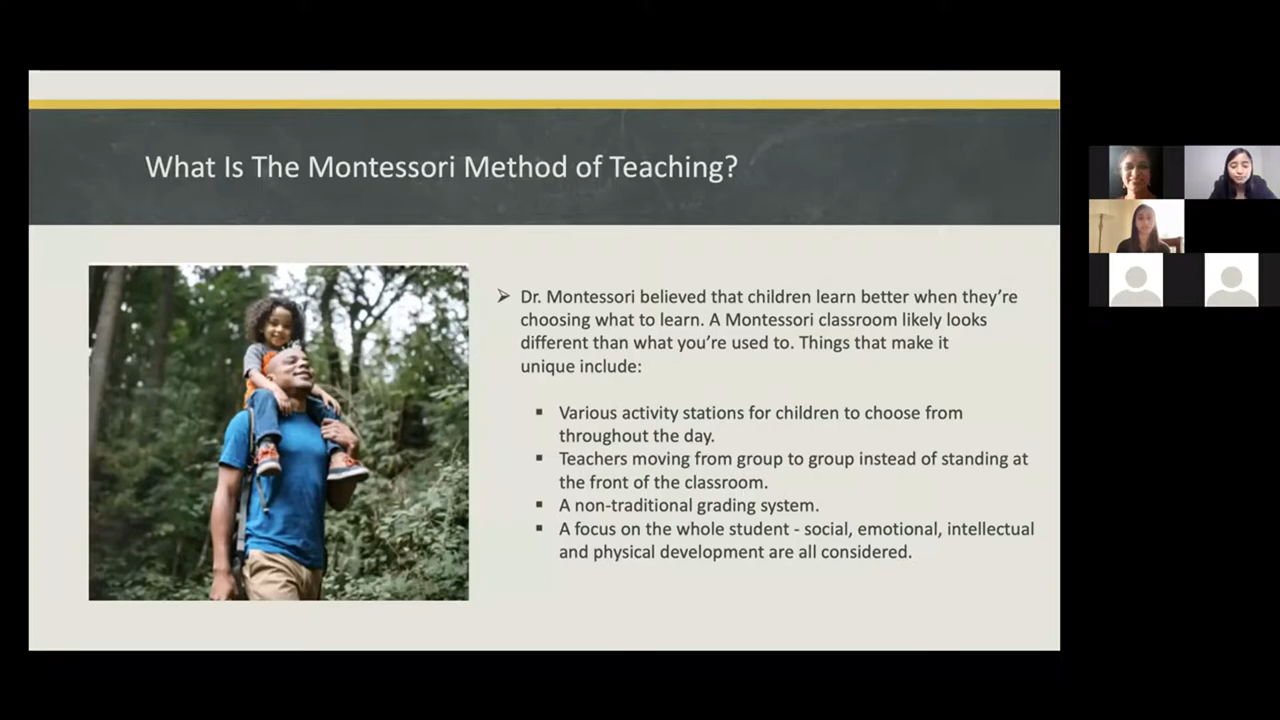 What Is The Montessori Method of Teaching?
➢ Dr. Montessori believed that children learn better when they're
choosing what to learn. A Montessori classroom likely looks
different than what you're used to. Things that make it
unique include:
▪ Various activity stations for children to choose from
throughout the day.
▪ Teachers moving from group to group instead of standing at
the front of the classroom.
▪ A non-traditional grading system.
▪ A focus on the whole student - social, emotional, intellectual
and physical development are all considered.